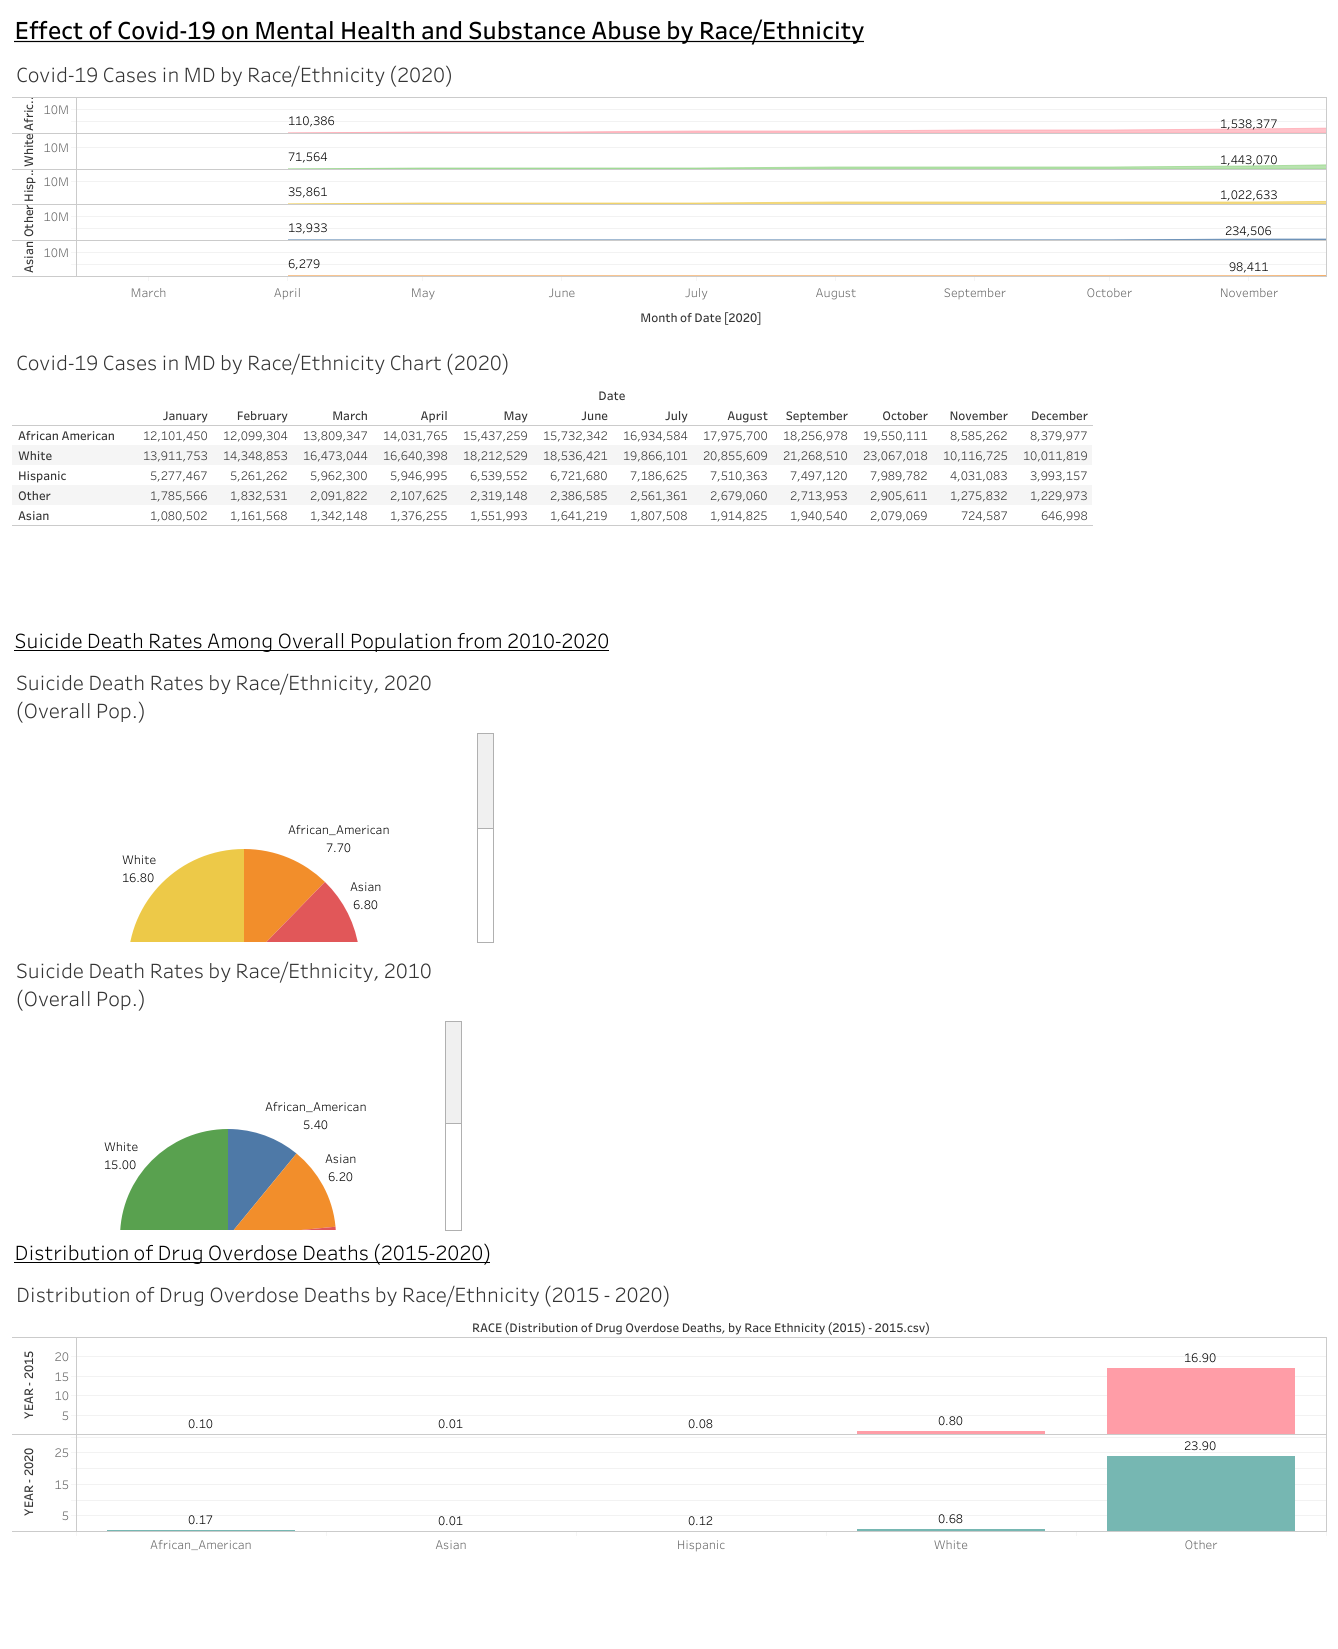 Effect of Covid-19 on Mental Health and Substance Abuse by Race/Ethnicity
Covid-19 Cases in MD by Race/Ethnicity (2020)
Afric..
10M
110,386
1,538,377
White
10M
71,564
1,443,070
Hisp..
10M
35,861
1,022,633
Other
10M
13,933
234,506
Asian
10M
6,279
98,411
March April May June July August September October November
Month of Date [2020]
Covid-19 Cases in MD by Race/Ethnicity Chart (2020)
Date
January February March April May June July August September October November December
African American 12,101,450 12,099,304 13,809,347 14,031,765 15,437,259 15,732,342 16,934,584 17,975,700 18,256,978 19,550,111 8,585,262 8,379,977
White 13,911,753 14,348,853 16,473,044 16,640,398 18,212,529 18,536,421 19,866,101 20,855,609 21,268,510 23,067,018 10,116,725 10,011,819
Hispanic 5,277,467 5,261,262 5,962,300 5,946,995 6,539,552 6,721,680 7,186,625 7,510,363 7,497,120 7,989,782 4,031,083 3,993,157
Other 1,785,566 1,832,531 2,091,822 2,107,625 2,319,148 2,386,585 2,561,361 2,679,060 2,713,953 2,905,611 1,275,832 1,229,973
Asian 1,080,502 1,161,568 1,342,148 1,376,255 1,551,993 1,641,219 1,807,508 1,914,825 1,940,540 2,079,069 724,587 646,998
Suicide Death Rates Among Overall Population from 2010-2020
Suicide Death Rates by Race/Ethnicity, 2020
(Overall Pop.)
African_American
7.70
White
16.80
Asian
6.80
Suicide Death Rates by Race/Ethnicity, 2010
(Overall Pop.)
African_American
5.40
White
15.00
Asian
6.20
Distribution of Drug Overdose Deaths (2015-2020)
Distribution of Drug Overdose Deaths by Race/Ethnicity (2015 - 2020)
RACE (Distribution of Drug Overdose Deaths, by Race Ethnicity (2015) - 2015.csv)
YEAR - 2015
20
15
10
5
0.10 0.01 0.08 0.80 16.90
YEAR - 2020
25
15
5
0.17 0.01 0.12 0.68 23.90
African_American Asian Hispanic White Other